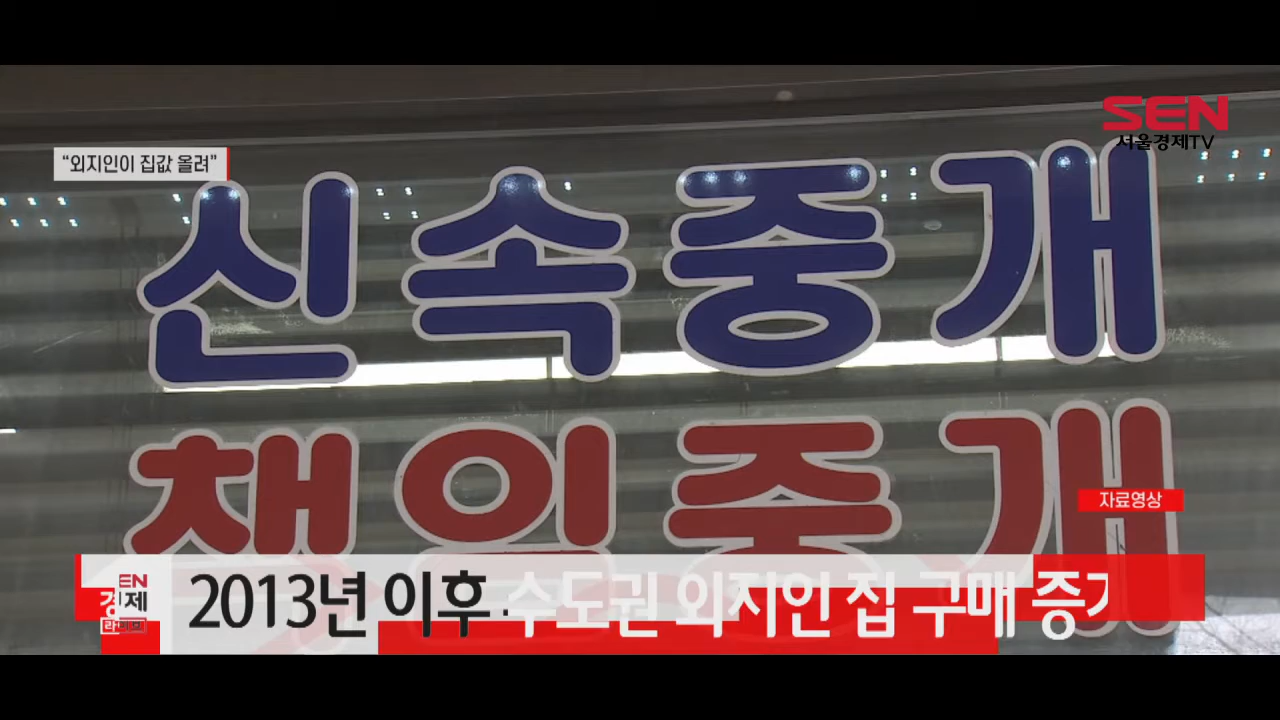 SEN
서울경제TV
“외지인이 집값 올려”
신속중개
책임중개
자료영상
2013년 이후 수도권 외지인 집 구매 증가